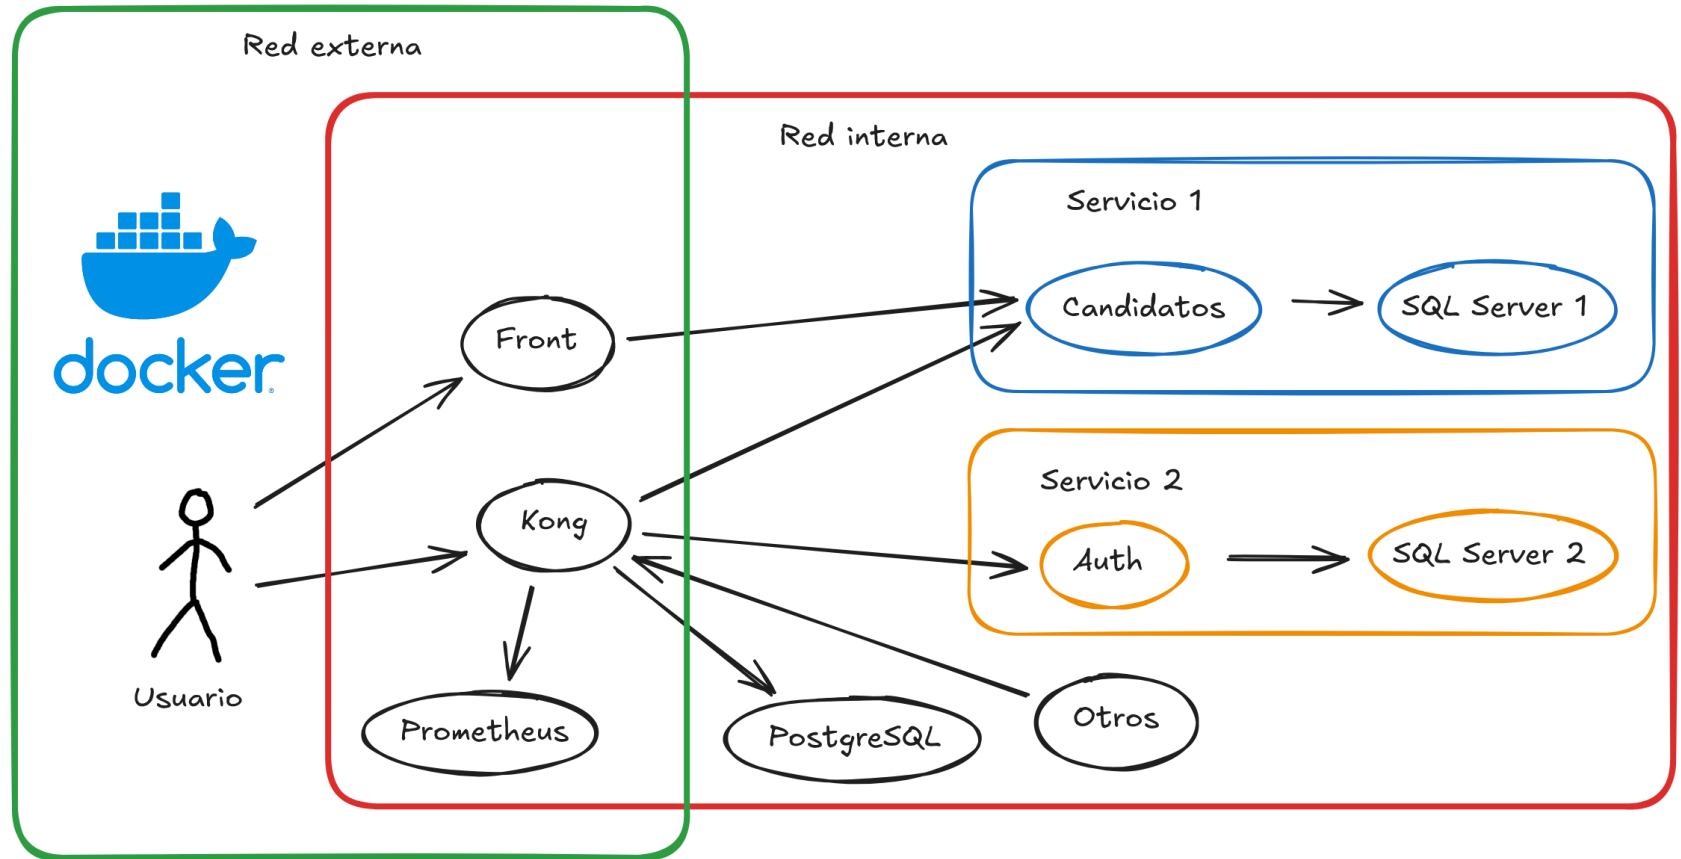 Red externa
Red interna
Servicio 1
Candidatos
SQL Server 1
Front
docker
Servicio 2
Kong
Auth
SQL Server 2
Usuario
Prometheus
PostgreSQL
Otros